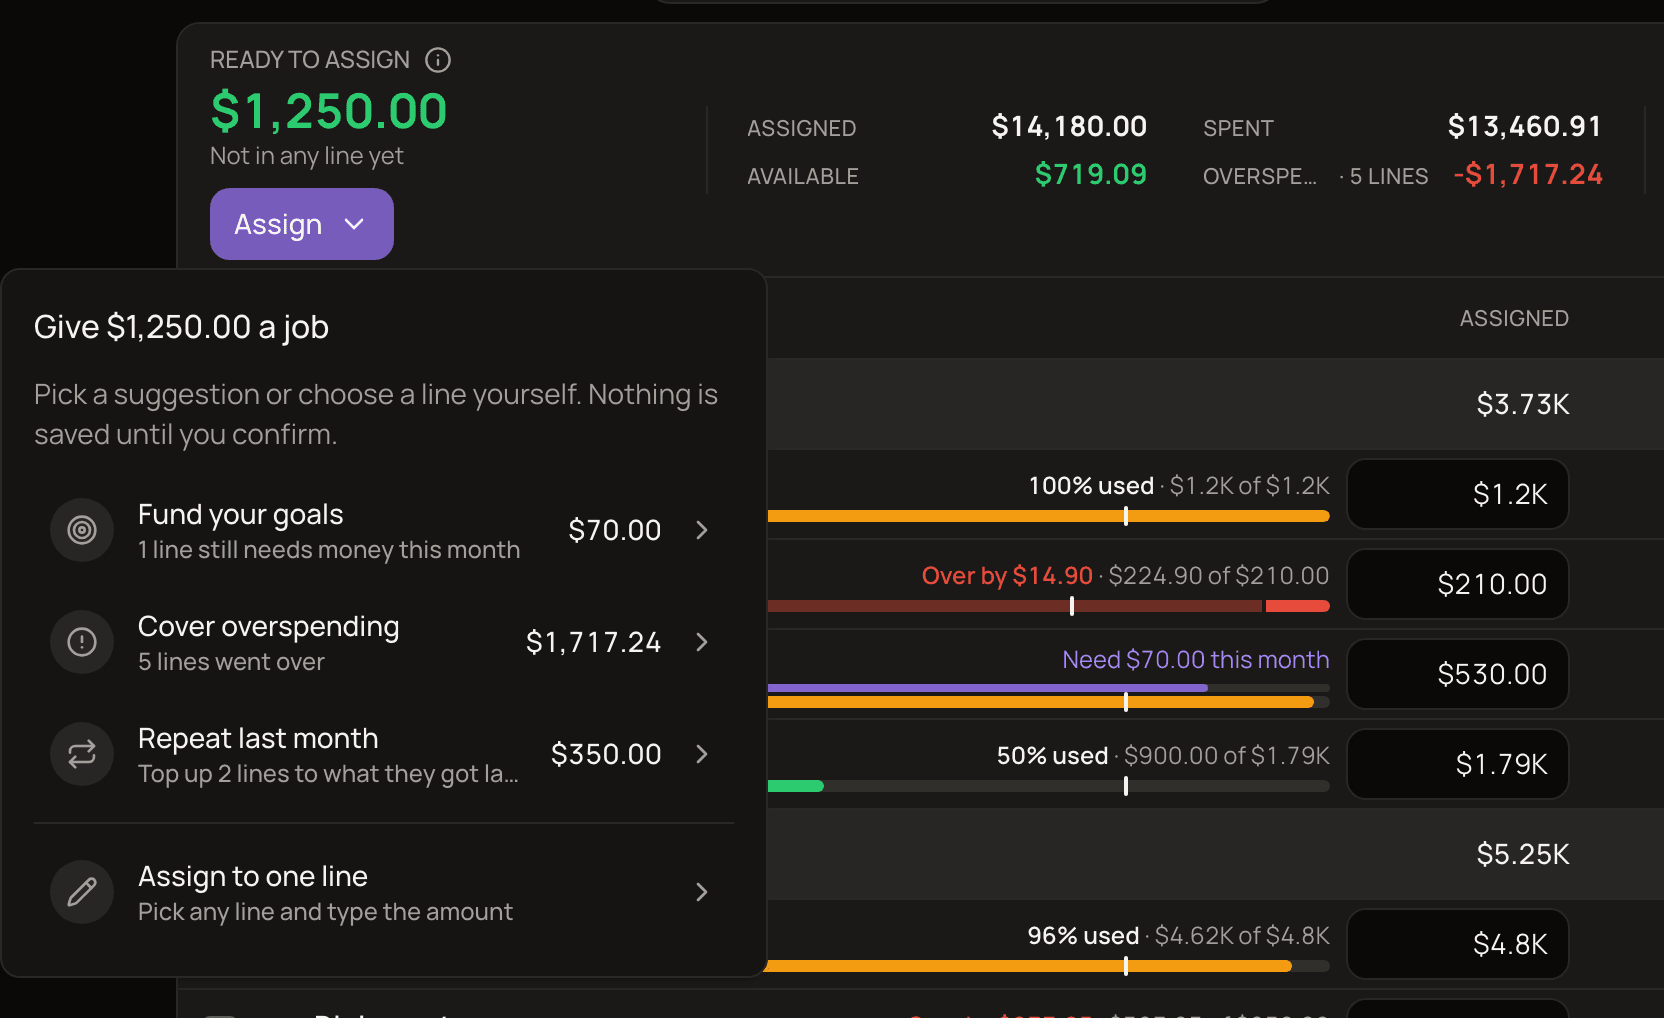 READY TO ASSIGN
$1,250.00
Not in any line yet
Assign
ASSIGNED $14,180.00
AVAILABLE $719.09
SPENT $13,460.91
OVERSPE... · 5 LINES -$1,717.24
Give $1,250.00 a job
Pick a suggestion or choose a line yourself. Nothing is
saved until you confirm.
Fund your goals
1 line still needs money this month
$70.00
Cover overspending
5 lines went over
$1,717.24
Repeat last month
Top up 2 lines to what they got la...
$350.00
Assign to one line
Pick any line and type the amount
ASSIGNED
$3.73K
100% used · $1.2K of $1.2K
$1.2K
Over by $14.90 · $224.90 of $210.00
$210.00
Need $70.00 this month
$530.00
50% used · $900.00 of $1.79K
$1.79K
$5.25K
96% used · $4.62K of $4.8K
$4.8K